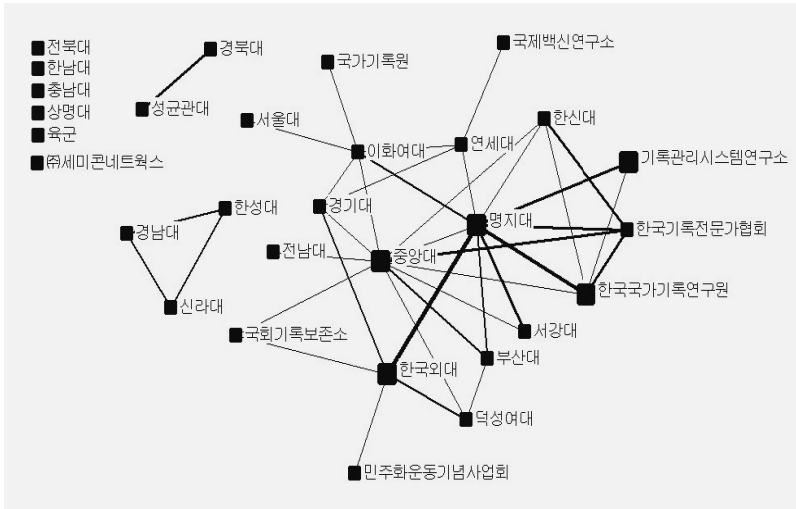 전북대
한남대
충남대
상명대
육군
㈜세미콘네트웍스
경북대
성균관대
국가기록원
국제백신연구소
서울대
이화여대
연세대
한신대
기록관리시스템연구소
한성대
경남대
신라대
경기대
명지대
한국기록전문가협회
전남대
중앙대
한국국가기록연구원
국회기록보존소
서강대
부산대
한국외대
덕성여대
민주화운동기념사업회